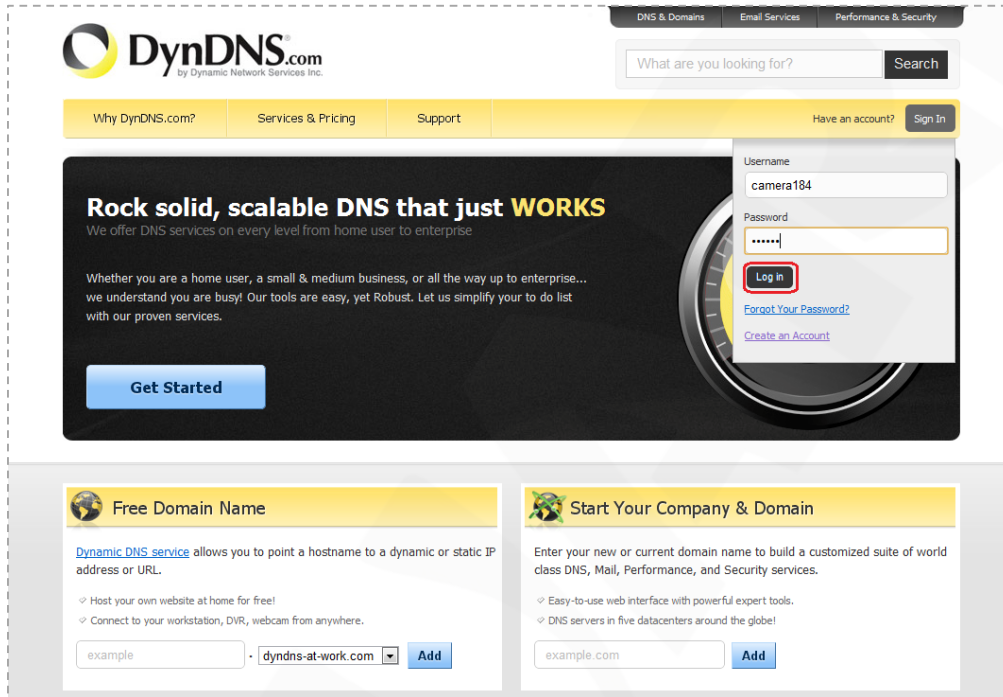 DNS & Domains Email Services Performance & Security
DynDNS.com
by Dynamic Network Services Inc.
What are you looking for? Search
Why DynDNS.com? Services & Pricing Support Have an account? Sign In
Username
camera184
Password
••••••
Log in
Forgot Your Password?
Create an Account
Rock solid, scalable DNS that just WORKS
We offer DNS services on every level from home user to enterprise
Whether you are a home user, a small & medium business, or all the way up to enterprise...
we understand you are busy! Our tools are easy, yet Robust. Let us simplify your to do list
with our proven services.
Get Started
Free Domain Name
Dynamic DNS service allows you to point a hostname to a dynamic or static IP
address or URL.
Host your own website at home for free!
Connect to your workstation, DVR, webcam from anywhere.
example . dyndns-at-work.com Add
Start Your Company & Domain
Enter your new or current domain name to build a customized suite of world
class DNS, Mail, Performance, and Security services.
Easy-to-use web interface with powerful expert tools.
DNS servers in five datacenters around the globe!
example.com Add